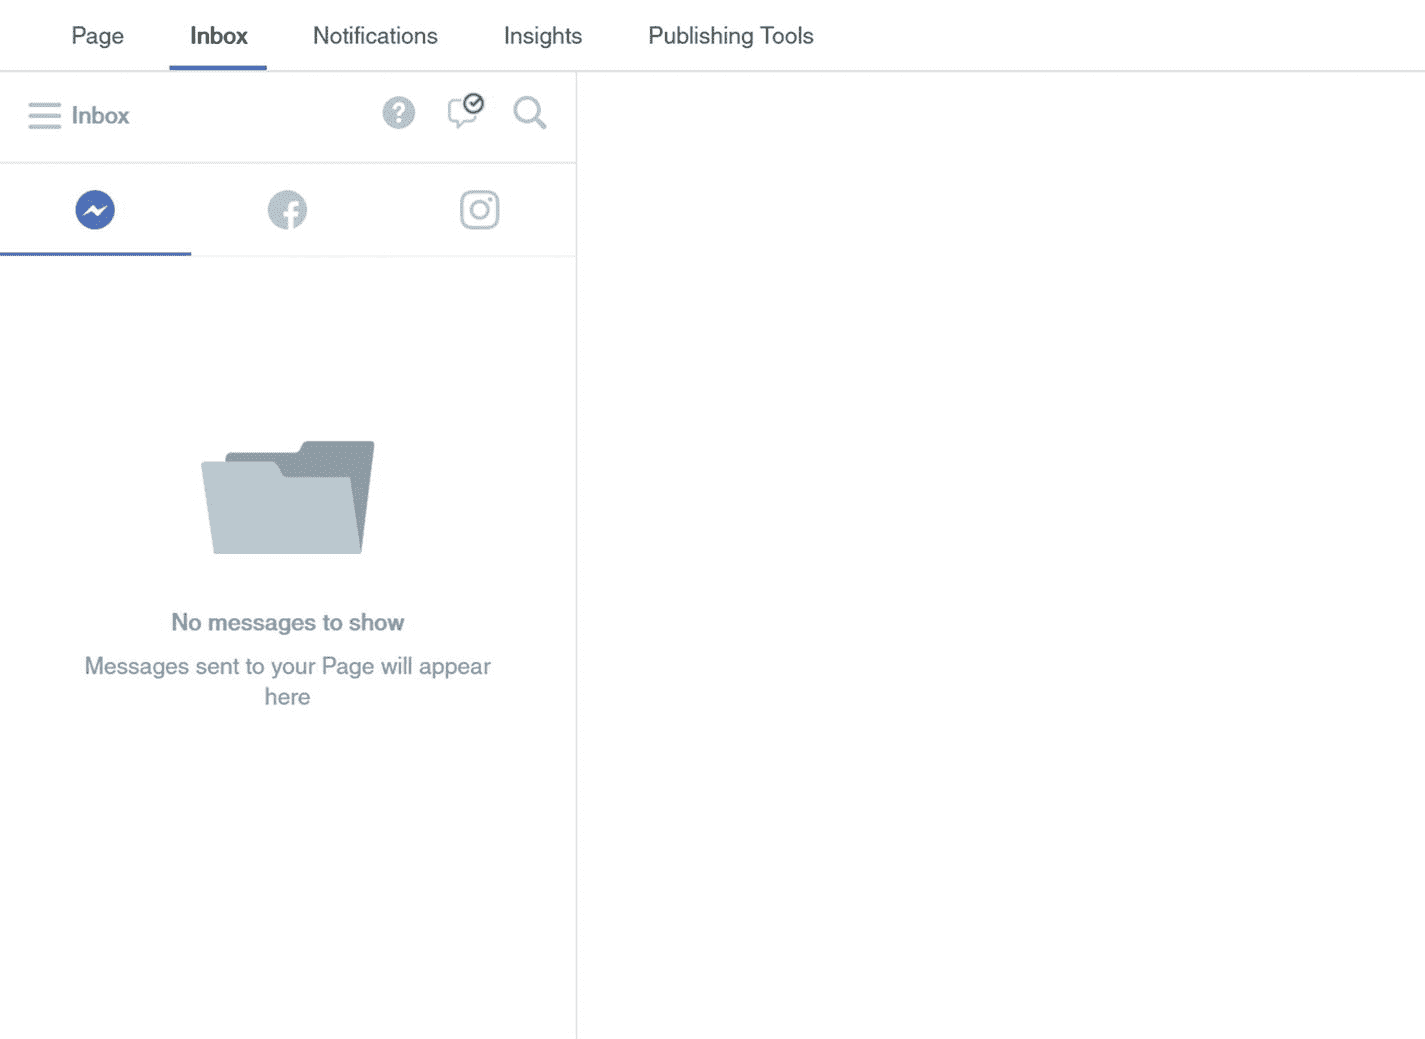 Page Inbox Notifications Insights Publishing Tools
Inbox
No messages to show
Messages sent to your Page will appear
here